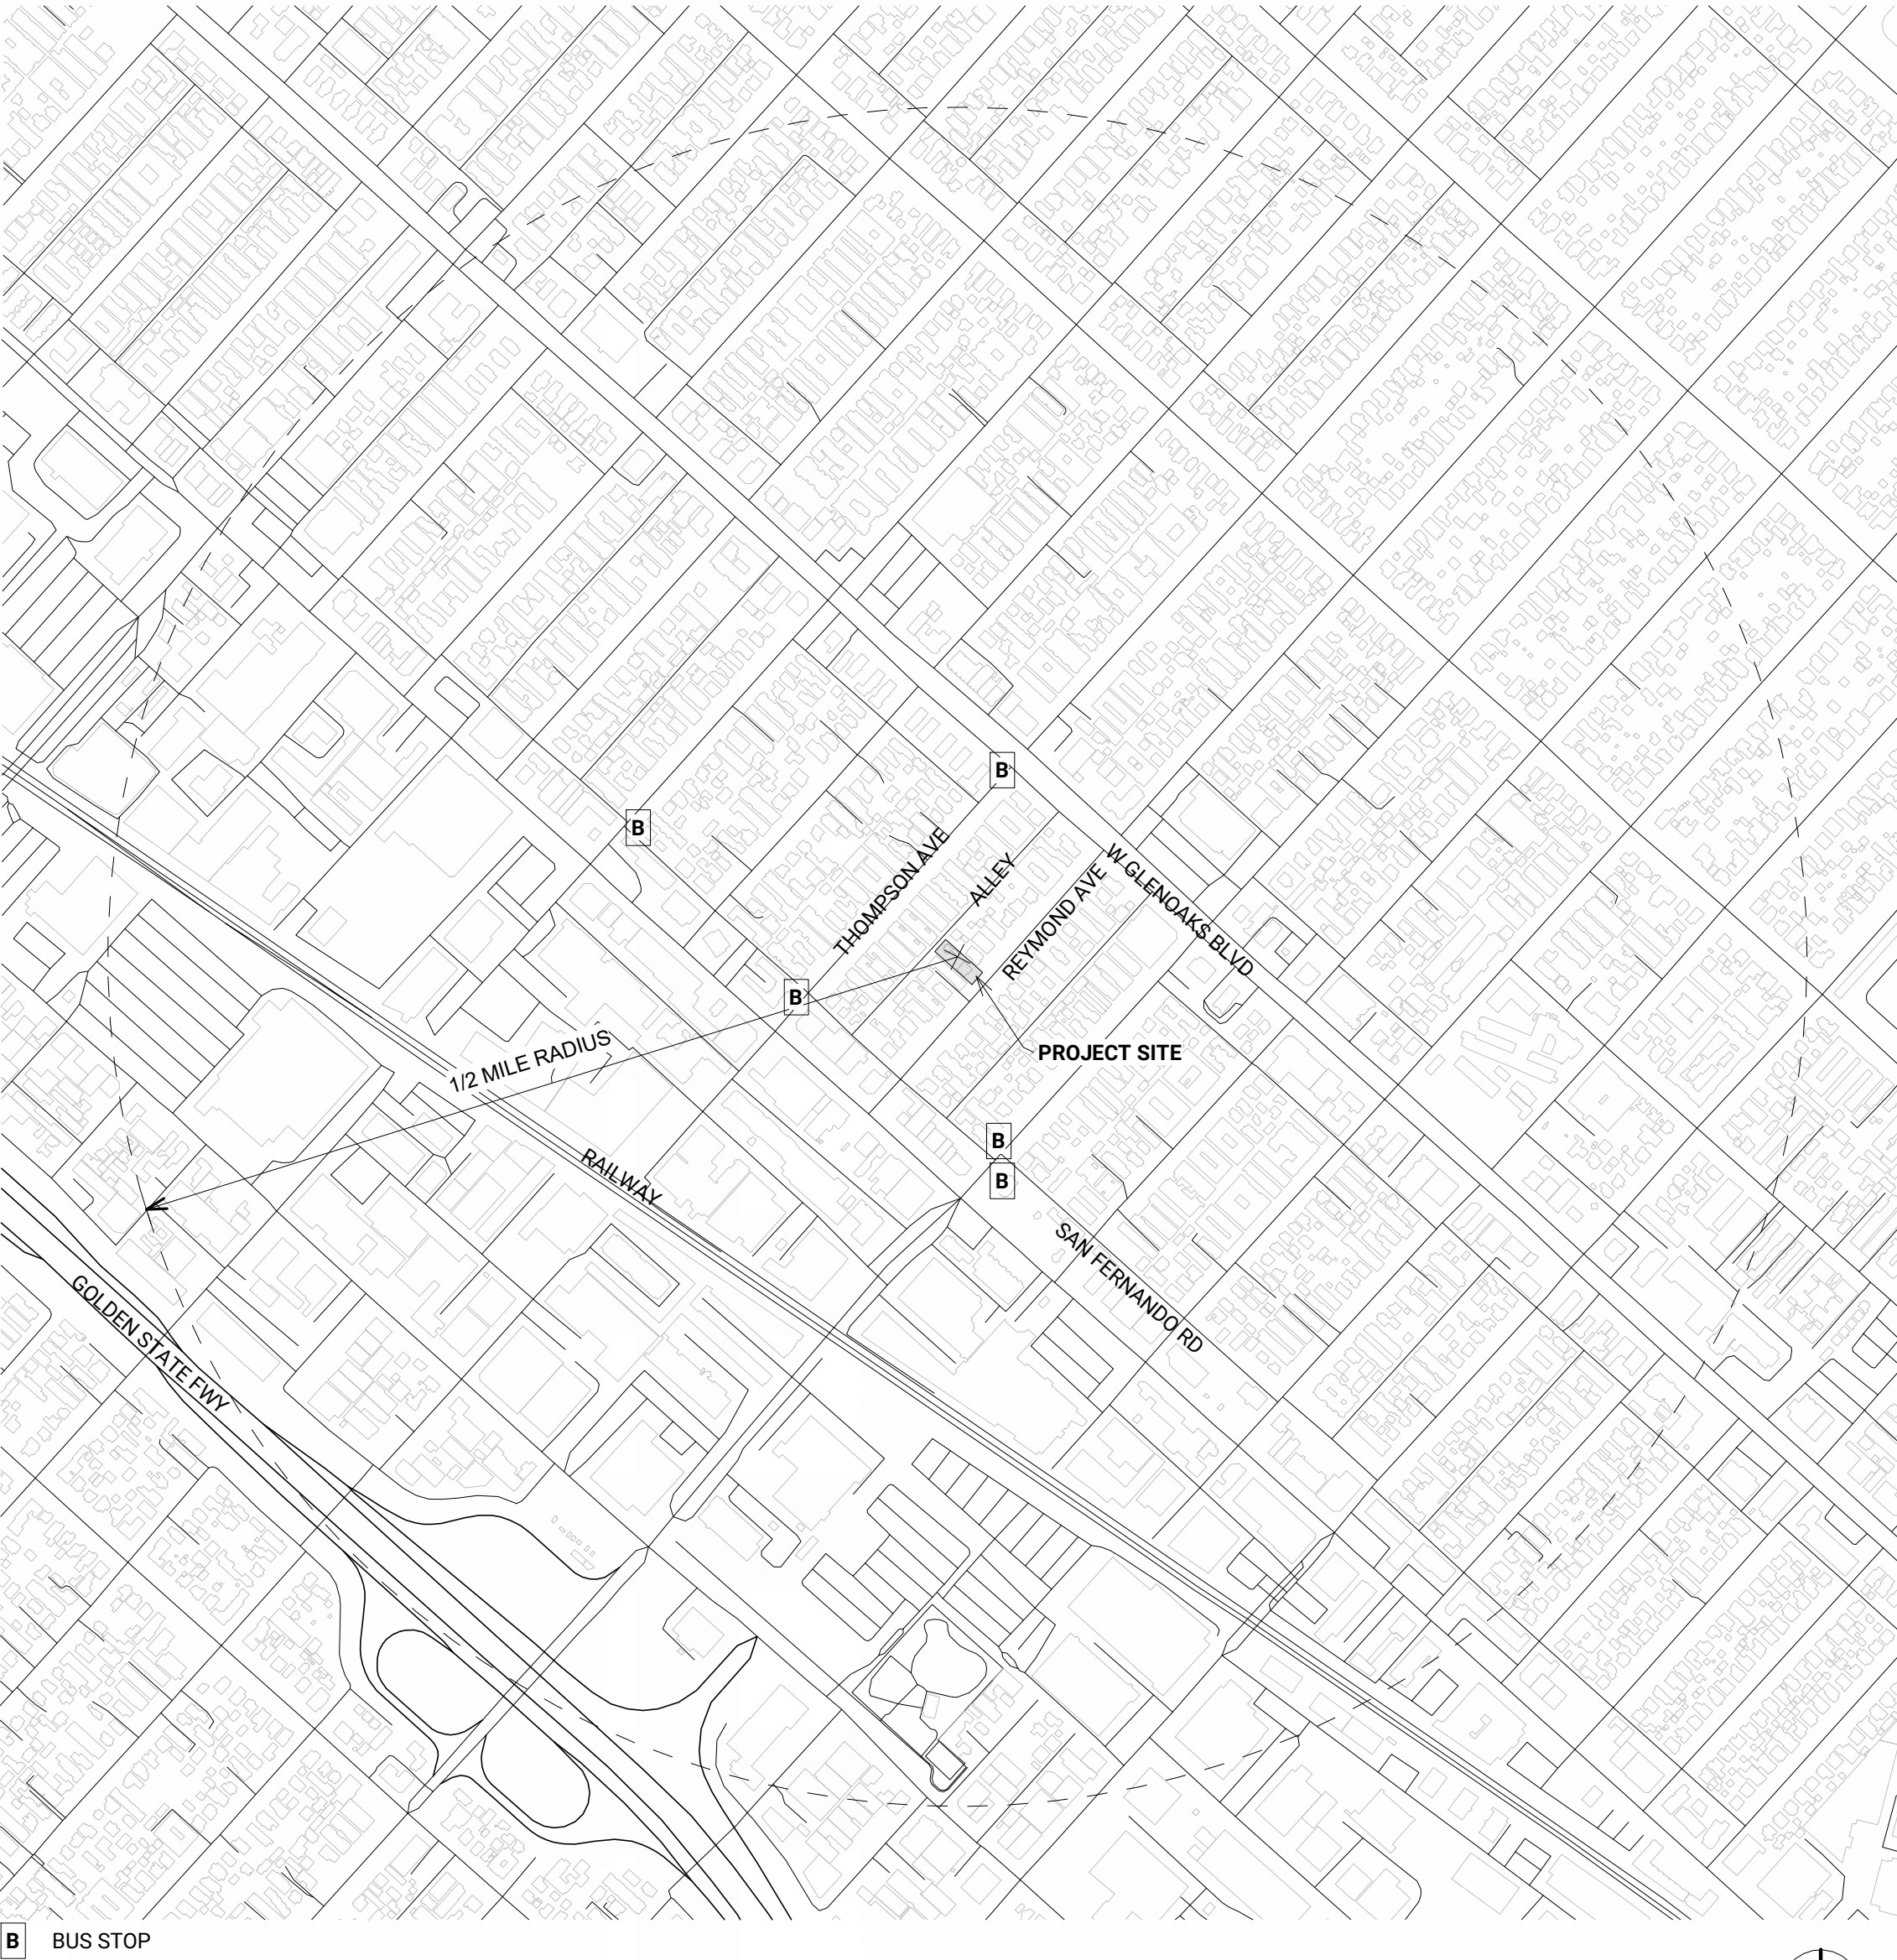 B
B
THOMPSON AVE
ALLEY
REYMOND AVE
W GLENOAKS BLVD
B
1/2 MILE RADIUS
PROJECT SITE
B
B
RAILWAY
SAN FERNANDO RD
GOLDEN STATE FWY
B BUS STOP